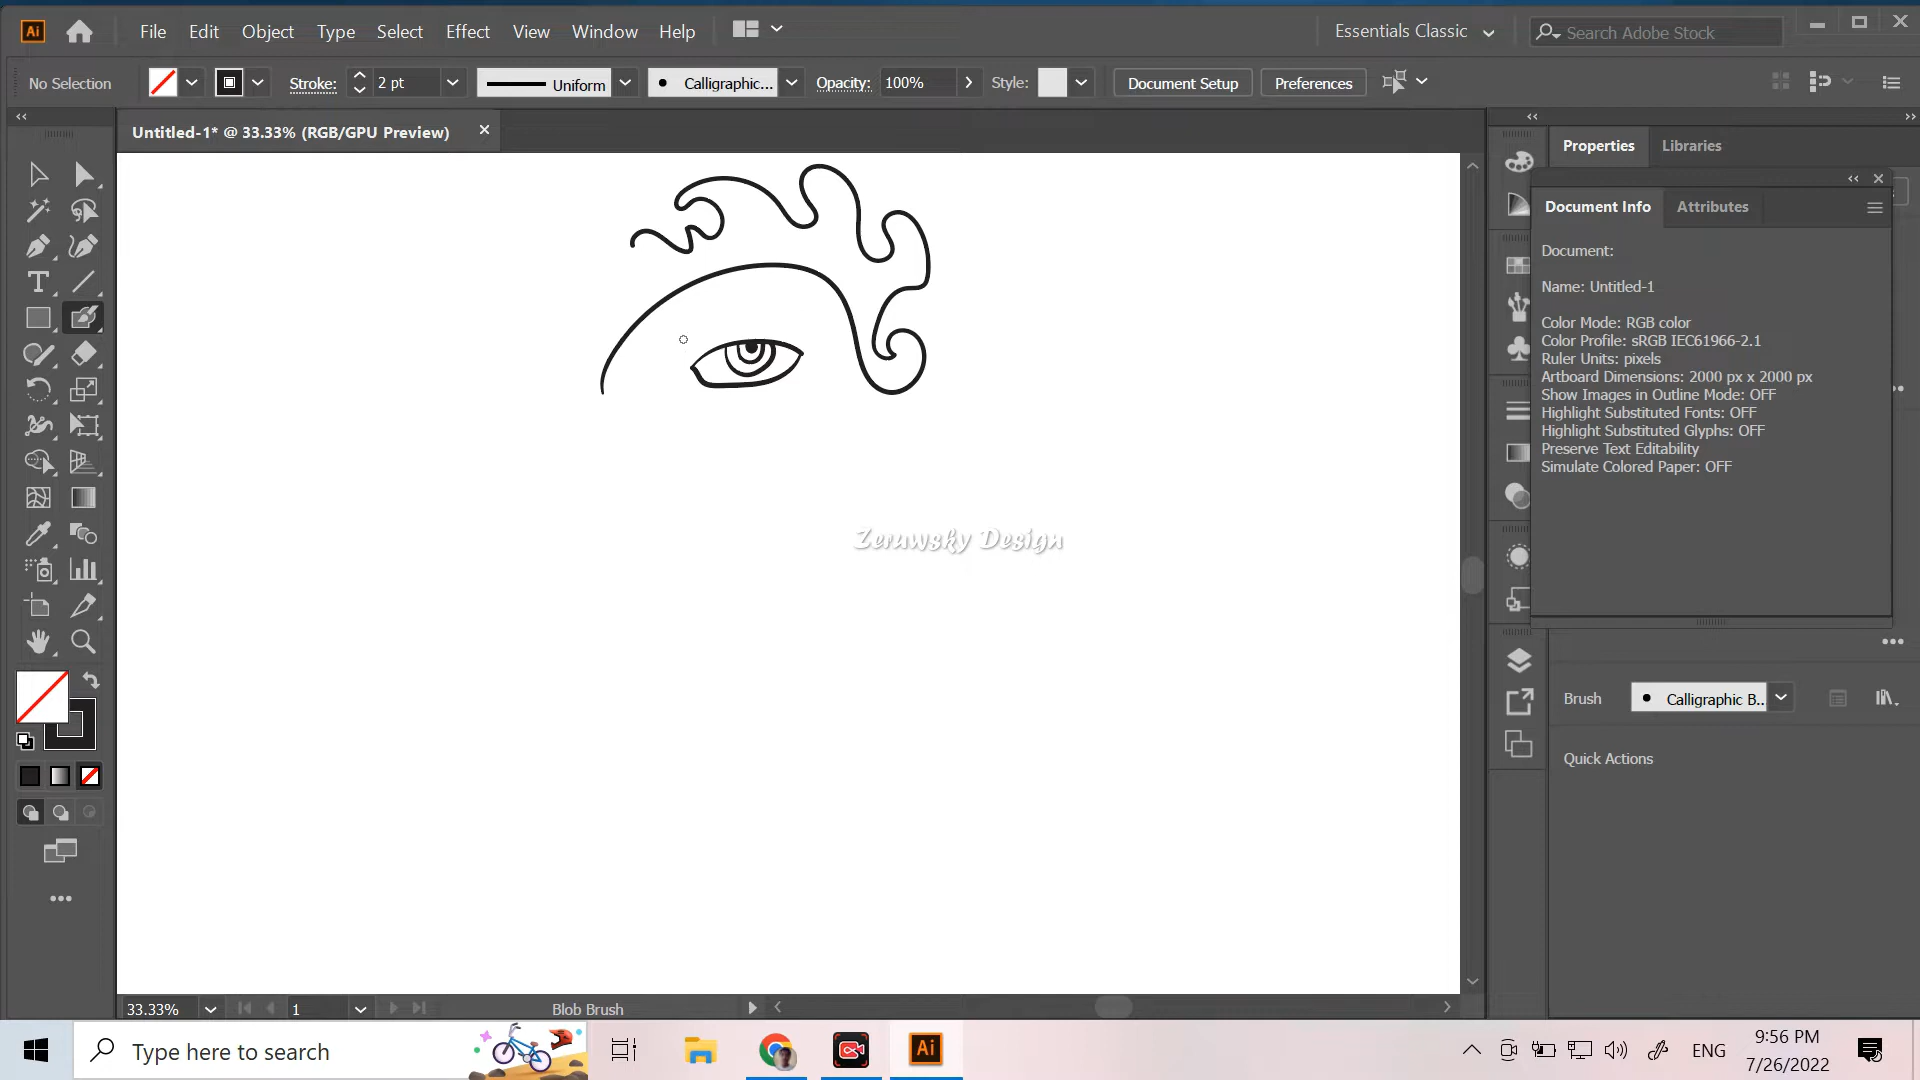 Ai File Edit Object Type Select Effect View Window Help Essentials Classic Search Adobe Stock
No Selection Stroke: 2 pt Uniform Calligraphic... Opacity: 100% Style: Document Setup Preferences
Untitled-1* @ 33.33% (RGB/GPU Preview)
Properties Libraries
Document Info Attributes
Document:
Name: Untitled-1
Color Mode: RGB color
Color Profile: sRGB IEC61966-2.1
Ruler Units: pixels
Artboard Dimensions: 2000 px x 2000 px
Show Images in Outline Mode: OFF
Highlight Substituted Fonts: OFF
Highlight Substituted Glyphs: OFF
Preserve Text Editability
Simulate Colored Paper: OFF
Zerawsky Design
Brush Calligraphic B...
Quick Actions
33.33% 1 Blob Brush
Type here to search
Ai
ENG
9:56 PM
7/26/2022